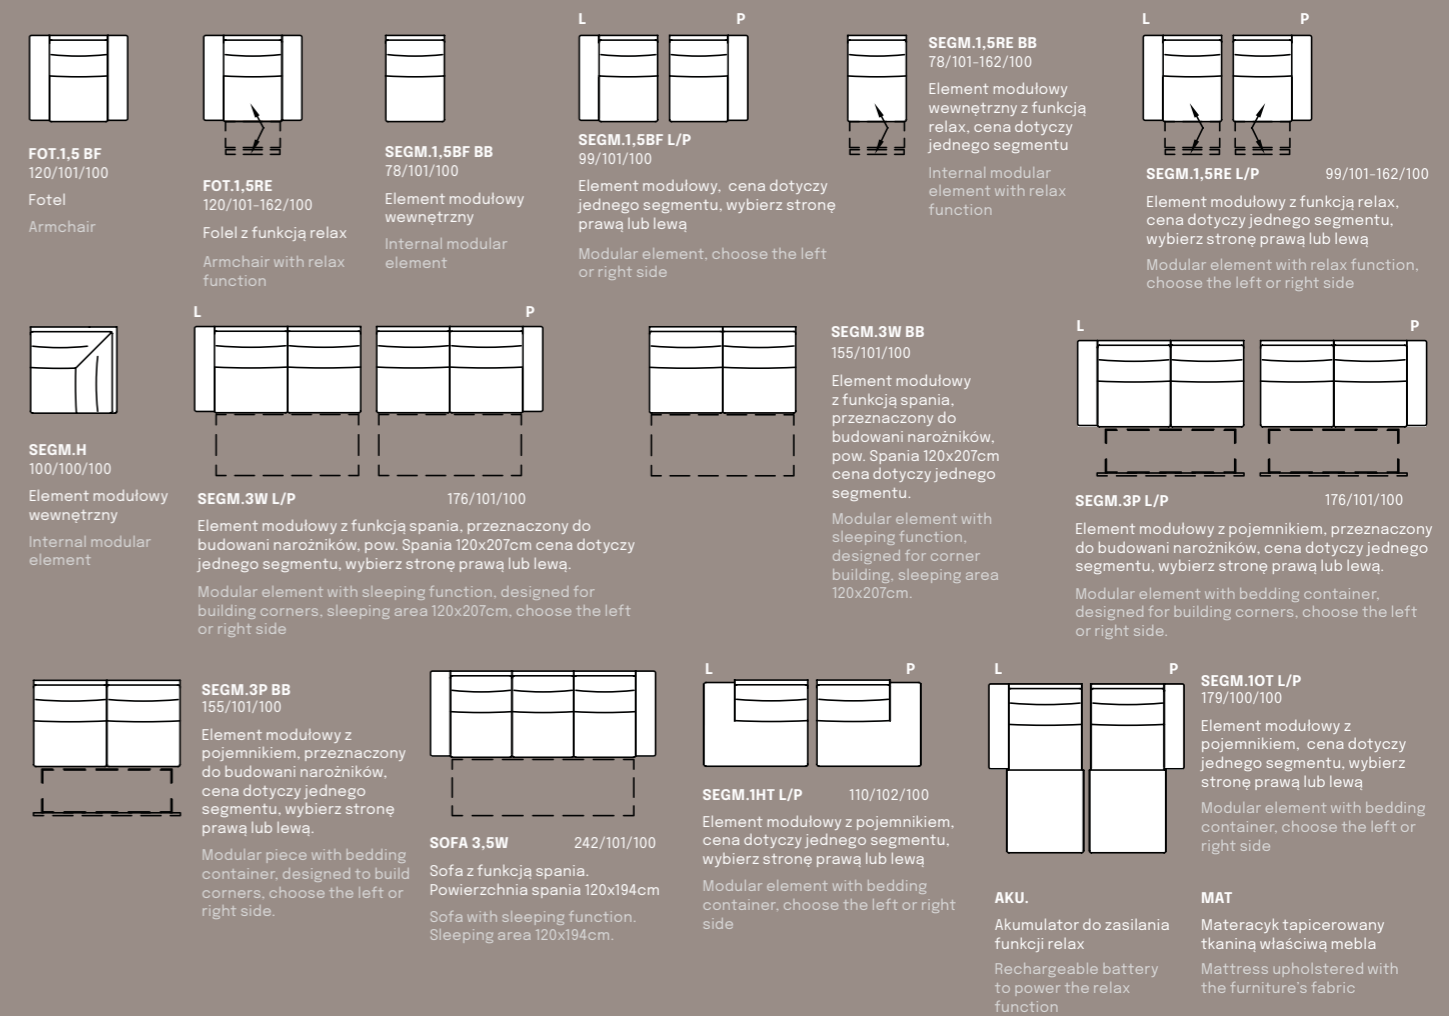 L
P
FOT.1,5 BF
120/101/100
Fotel
Armchair
FOT.1,5RE
120/101-162/100
Folel z funkcją relax
Armchair with relax
function
SEGM.1,5BF BB
78/101/100
Element modułowy
wewnętrzny
Internal modular
element
SEGM.1,5BF L/P
99/101/100
Element modułowy, cena dotyczy
jednego segmentu, wybierz stronę
prawą lub lewą
Modular element, choose the left
or right side
SEGM.1,5RE BB
78/101-162/100
Element modułowy
wewnętrzny z funkcją
relax, cena dotyczy
jednego segmentu
Internal modular
element with relax
function
L
P
SEGM.1,5RE L/P 99/101-162/100
Element modułowy z funkcją relax,
cena dotyczy jednego segmentu,
wybierz stronę prawą lub lewą
Modular element with relax function,
choose the left or right side
SEGM.H
100/100/100
Element modułowy
wewnętrzny
Internal modular
element
L
P
SEGM.3W L/P 176/101/100
Element modułowy z funkcją spania, przeznaczony do
budowani narożników, pow. Spania 120x207cm cena dotyczy
jednego segmentu, wybierz stronę prawą lub lewą.
Modular element with sleeping function, designed for
building corners, sleeping area 120x207cm, choose the left
or right side
SEGM.3W BB
155/101/100
Element modułowy
z funkcją spania,
przeznaczony do
budowani narożników,
pow. Spania 120x207cm
cena dotyczy jednego
segmentu.
Modular element with
sleeping function,
designed for corner
building, sleeping area
120x207cm.
L
P
SEGM.3P L/P 176/101/100
Element modułowy z pojemnikiem, przeznaczony
do budowani narożników, cena dotyczy jednego
segmentu, wybierz stronę prawą lub lewą.
Modular element with bedding container,
designed for building corners, choose the left
or right side.
SEGM.3P BB
155/101/100
Element modułowy z
pojemnikiem, przeznaczony
do budowani narożników,
cena dotyczy jednego
segmentu, wybierz stronę
prawą lub lewą.
Modular piece with bedding
container, designed to build
corners, choose the left or
right side.
SOFA 3,5W 242/101/100
Sofa z funkcją spania.
Powierzchnia spania 120x194cm
Sofa with sleeping function.
Sleeping area 120x194cm.
L
P
SEGM.1HT L/P 110/102/100
Element modułowy z pojemnikiem,
cena dotyczy jednego segmentu,
wybierz stronę prawą lub lewą
Modular element with bedding
container, choose the left or right
side
L
P
SEGM.1OT L/P
179/100/100
Element modułowy z
pojemnikiem, cena dotyczy
jednego segmentu, wybierz
stronę prawą lub lewą
Modular element with bedding
container, choose the left or
right side
AKU.
Akumulator do zasilania
funkcji relax
Rechargeable battery
to power the relax
function
MAT
Materacyk tapicerowany
tkaniną właściwą mebla
Mattress upholstered with
the furniture's fabric